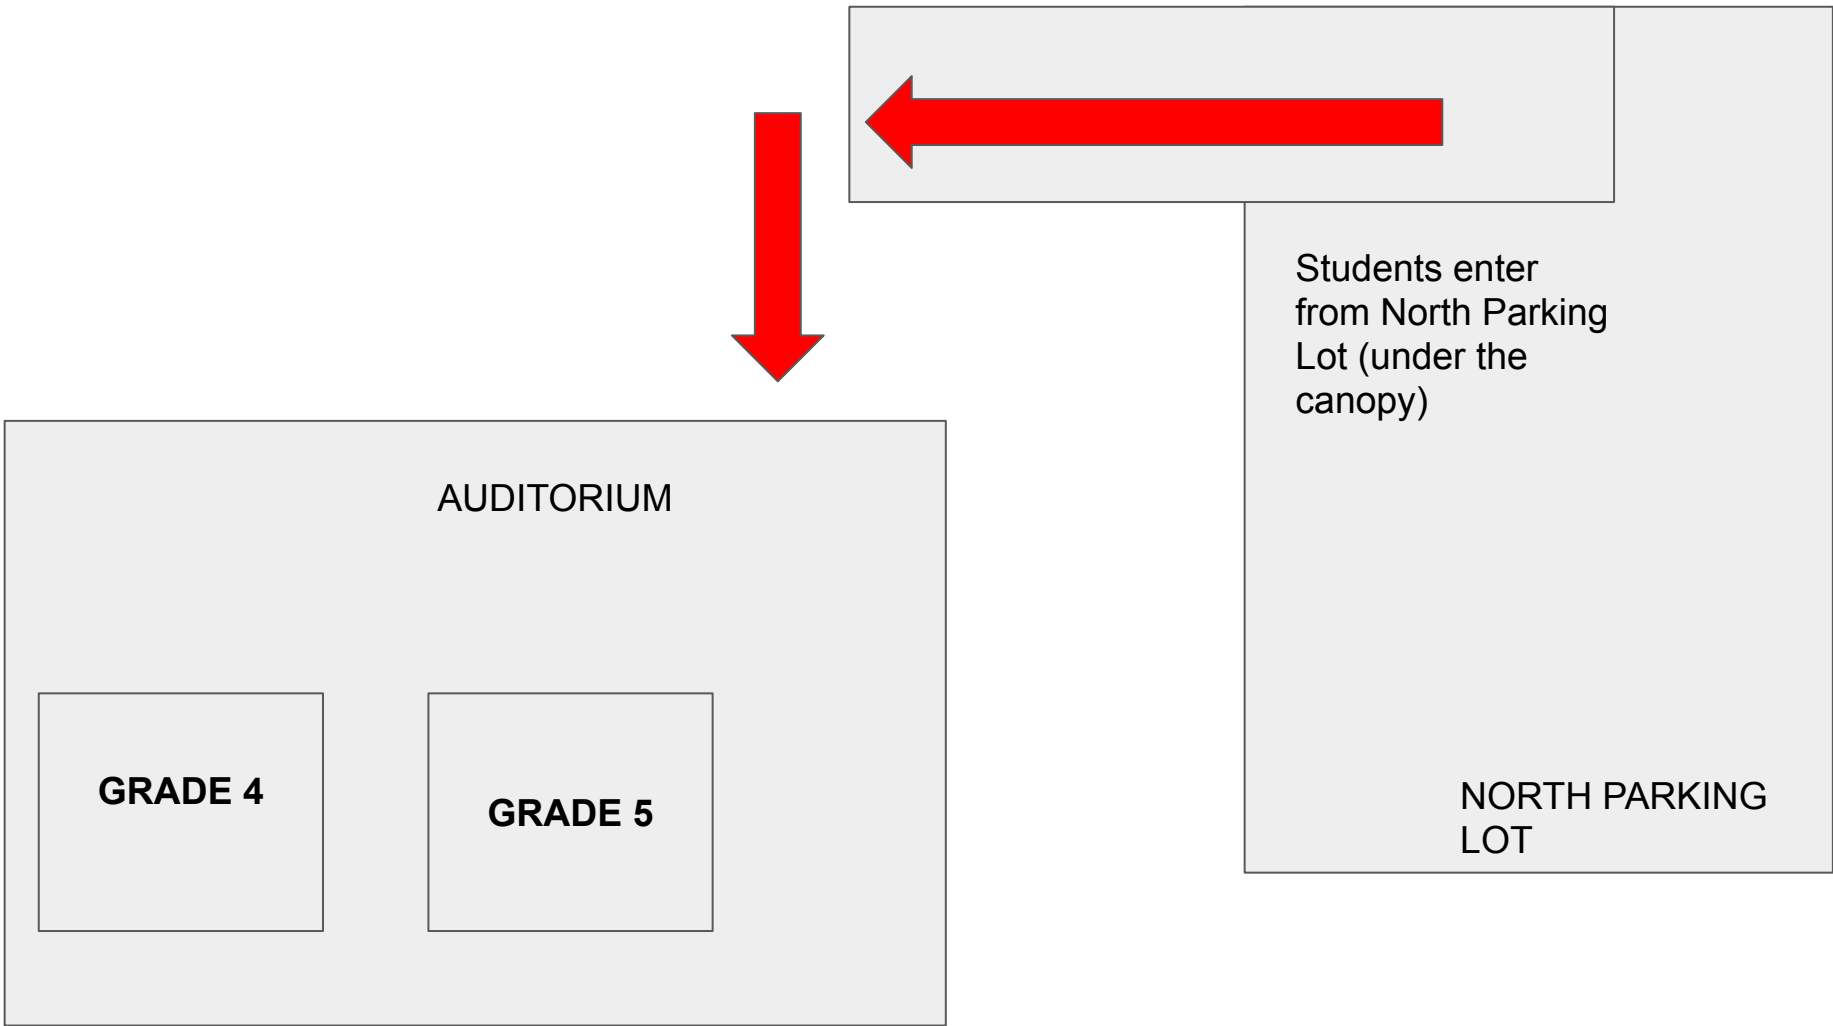 Students enter
from North Parking
Lot (under the
canopy)
AUDITORIUM
GRADE 4
GRADE 5
NORTH PARKING
LOT